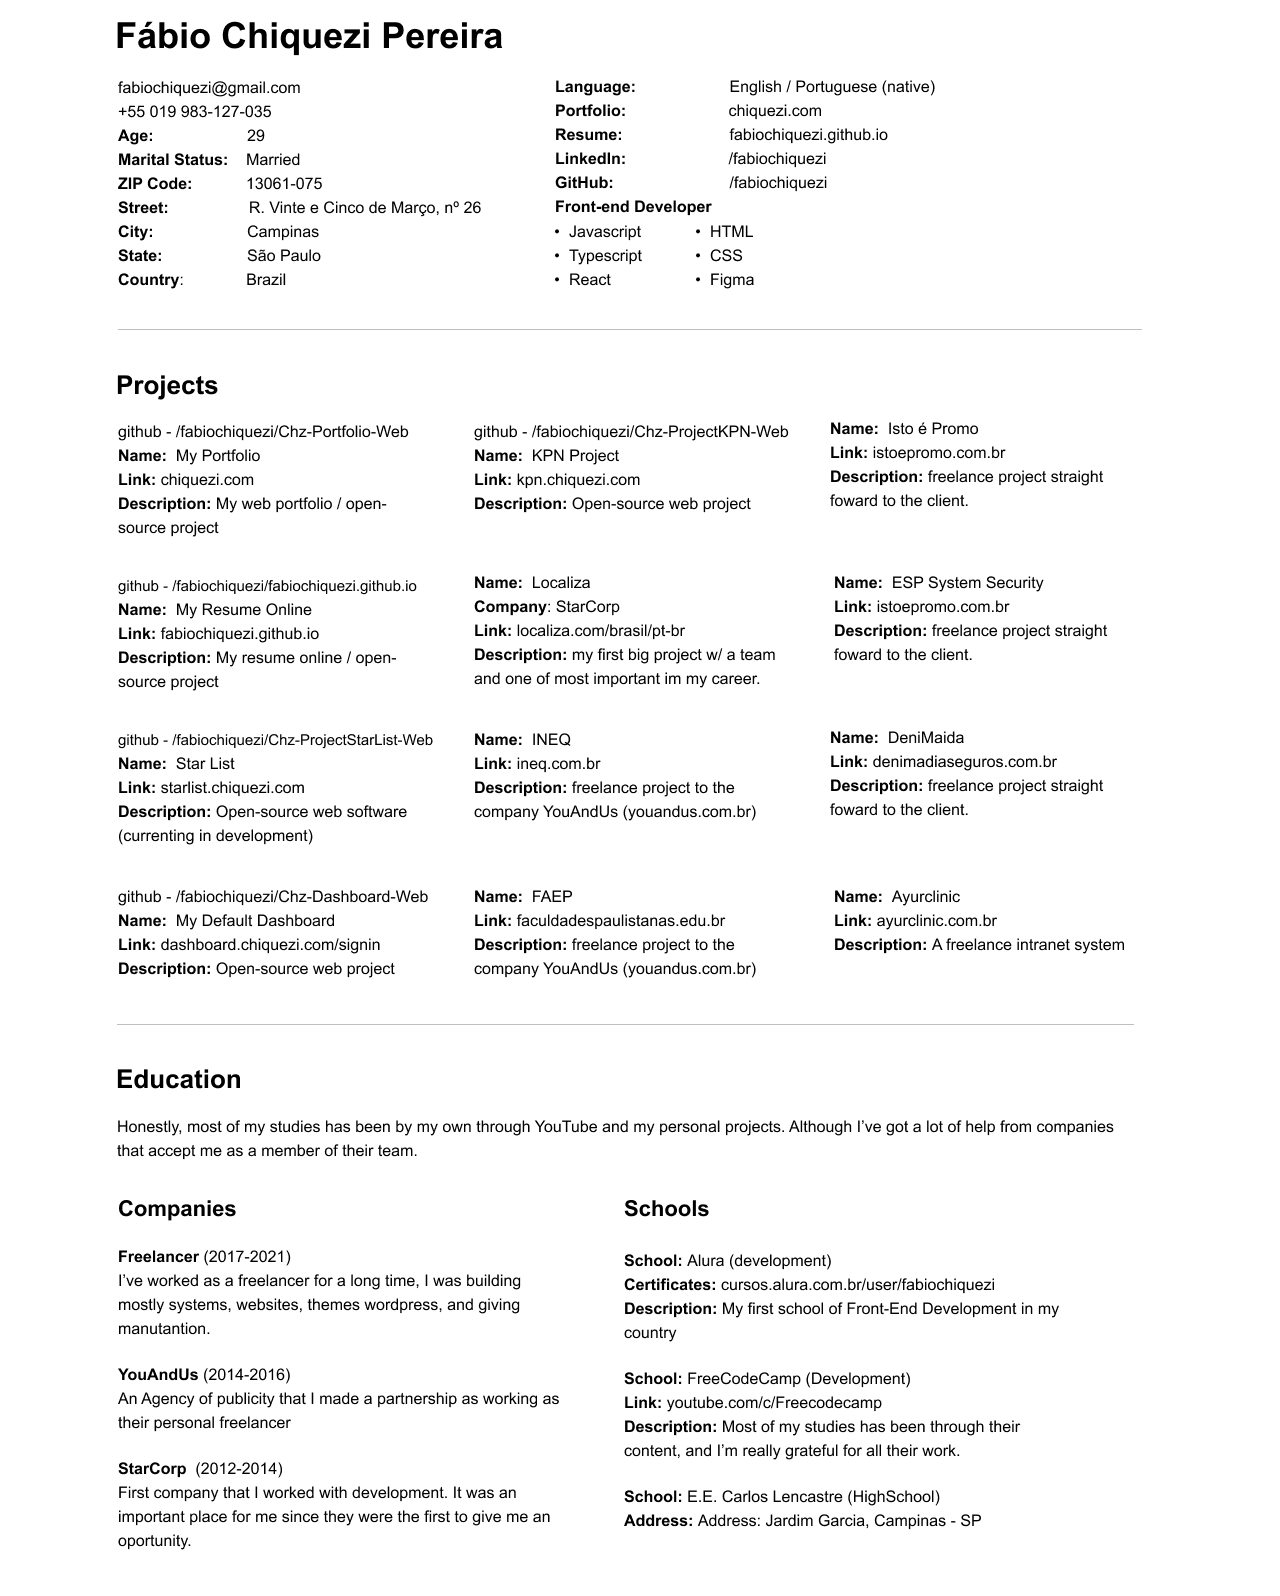 Fábio Chiquezi Pereira
fabiochiquezi@gmail.com
+55 019 983-127-035
Age: 29
Marital Status: Married
ZIP Code: 13061-075
Street: R. Vinte e Cinco de Março, nº 26
City: Campinas
State: São Paulo
Country: Brazil
Language: English / Portuguese (native)
Portfolio: chiquezi.com
Resume: fabiochiquezi.github.io
LinkedIn: /fabiochiquezi
GitHub: /fabiochiquezi
Front-end Developer
• Javascript • HTML
• Typescript • CSS
• React • Figma
Projects
github - /fabiochiquezi/Chz-Portfolio-Web
Name: My Portfolio
Link: chiquezi.com
Description: My web portfolio / open-
source project
github - /fabiochiquezi/Chz-ProjectKPN-Web
Name: KPN Project
Link: kpn.chiquezi.com
Description: Open-source web project
Name: Isto é Promo
Link: istoepromo.com.br
Description: freelance project straight
foward to the client.
github - /fabiochiquezi/fabiochiquezi.github.io
Name: My Resume Online
Link: fabiochiquezi.github.io
Description: My resume online / open-
source project
Name: Localiza
Company: StarCorp
Link: localiza.com/brasil/pt-br
Description: my first big project w/ a team
and one of most important im my career.
Name: ESP System Security
Link: istoepromo.com.br
Description: freelance project straight
foward to the client.
github - /fabiochiquezi/Chz-ProjectStarList-Web
Name: Star List
Link: starlist.chiquezi.com
Description: Open-source web software
(currenting in development)
Name: INEQ
Link: ineq.com.br
Description: freelance project to the
company YouAndUs (youandus.com.br)
Name: DeniMaida
Link: denimadiaseguros.com.br
Description: freelance project straight
foward to the client.
github - /fabiochiquezi/Chz-Dashboard-Web
Name: My Default Dashboard
Link: dashboard.chiquezi.com/signin
Description: Open-source web project
Name: FAEP
Link: faculdadespaulistanas.edu.br
Description: freelance project to the
company YouAndUs (youandus.com.br)
Name: Ayurclinic
Link: ayurclinic.com.br
Description: A freelance intranet system
Education
Honestly, most of my studies has been by my own through YouTube and my personal projects. Although I’ve got a lot of help from companies
that accept me as a member of their team.
Companies
Freelancer (2017-2021)
I’ve worked as a freelancer for a long time, I was building
mostly systems, websites, themes wordpress, and giving
manutantion.
YouAndUs (2014-2016)
An Agency of publicity that I made a partnership as working as
their personal freelancer
StarCorp (2012-2014)
First company that I worked with development. It was an
important place for me since they were the first to give me an
oportunity.
Schools
School: Alura (development)
Certificates: cursos.alura.com.br/user/fabiochiquezi
Description: My first school of Front-End Development in my
country
School: FreeCodeCamp (Development)
Link: youtube.com/c/Freecodecamp
Description: Most of my studies has been through their
content, and I’m really grateful for all their work.
School: E.E. Carlos Lencastre (HighSchool)
Address: Address: Jardim Garcia, Campinas - SP